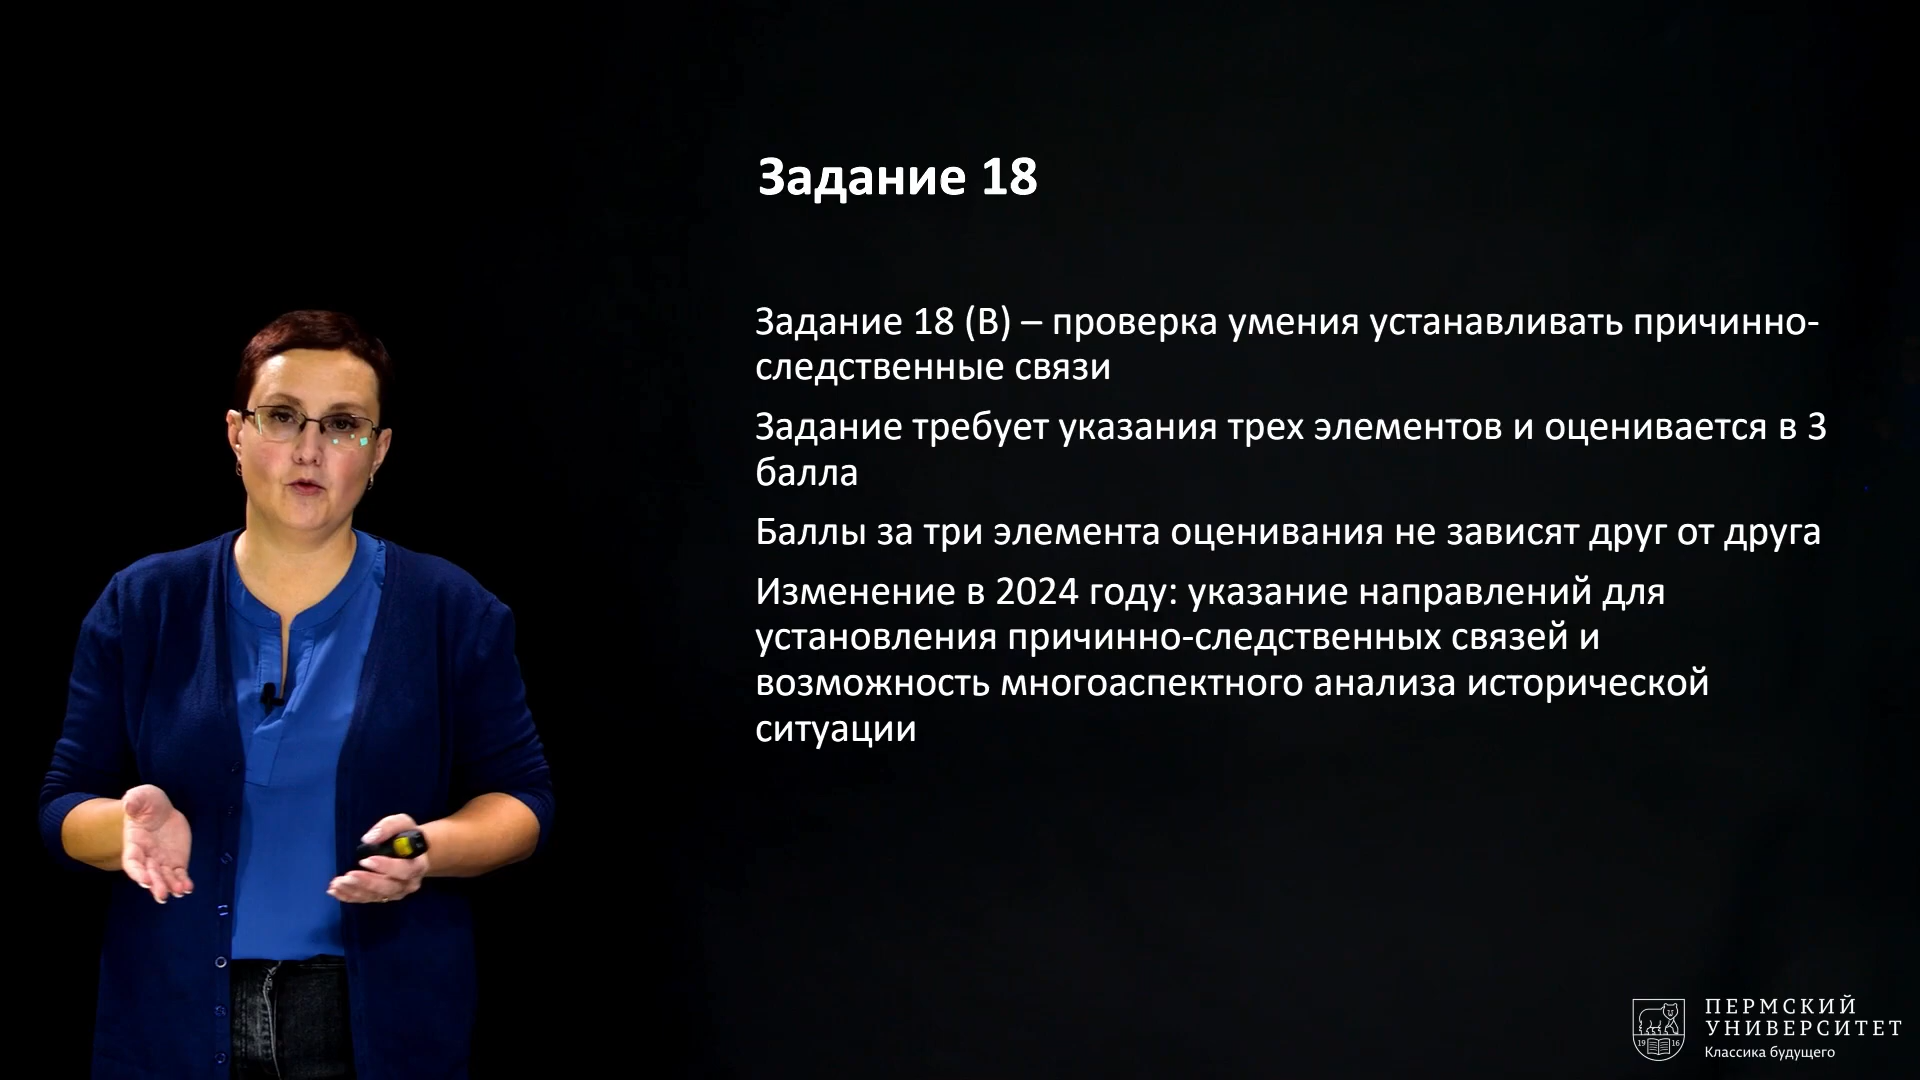 Задание 18
Задание 18 (В) – проверка умения устанавливать причинно-
следственные связи
Задание требует указания трех элементов и оценивается в 3
балла
Баллы за три элемента оценивания не зависят друг от друга
Изменение в 2024 году: указание направлений для
установления причинно-следственных связей и
возможность многоаспектного анализа исторической
ситуации
ПЕРМСКИЙ
УНИВЕРСИТЕТ
19 16
Классика будущего